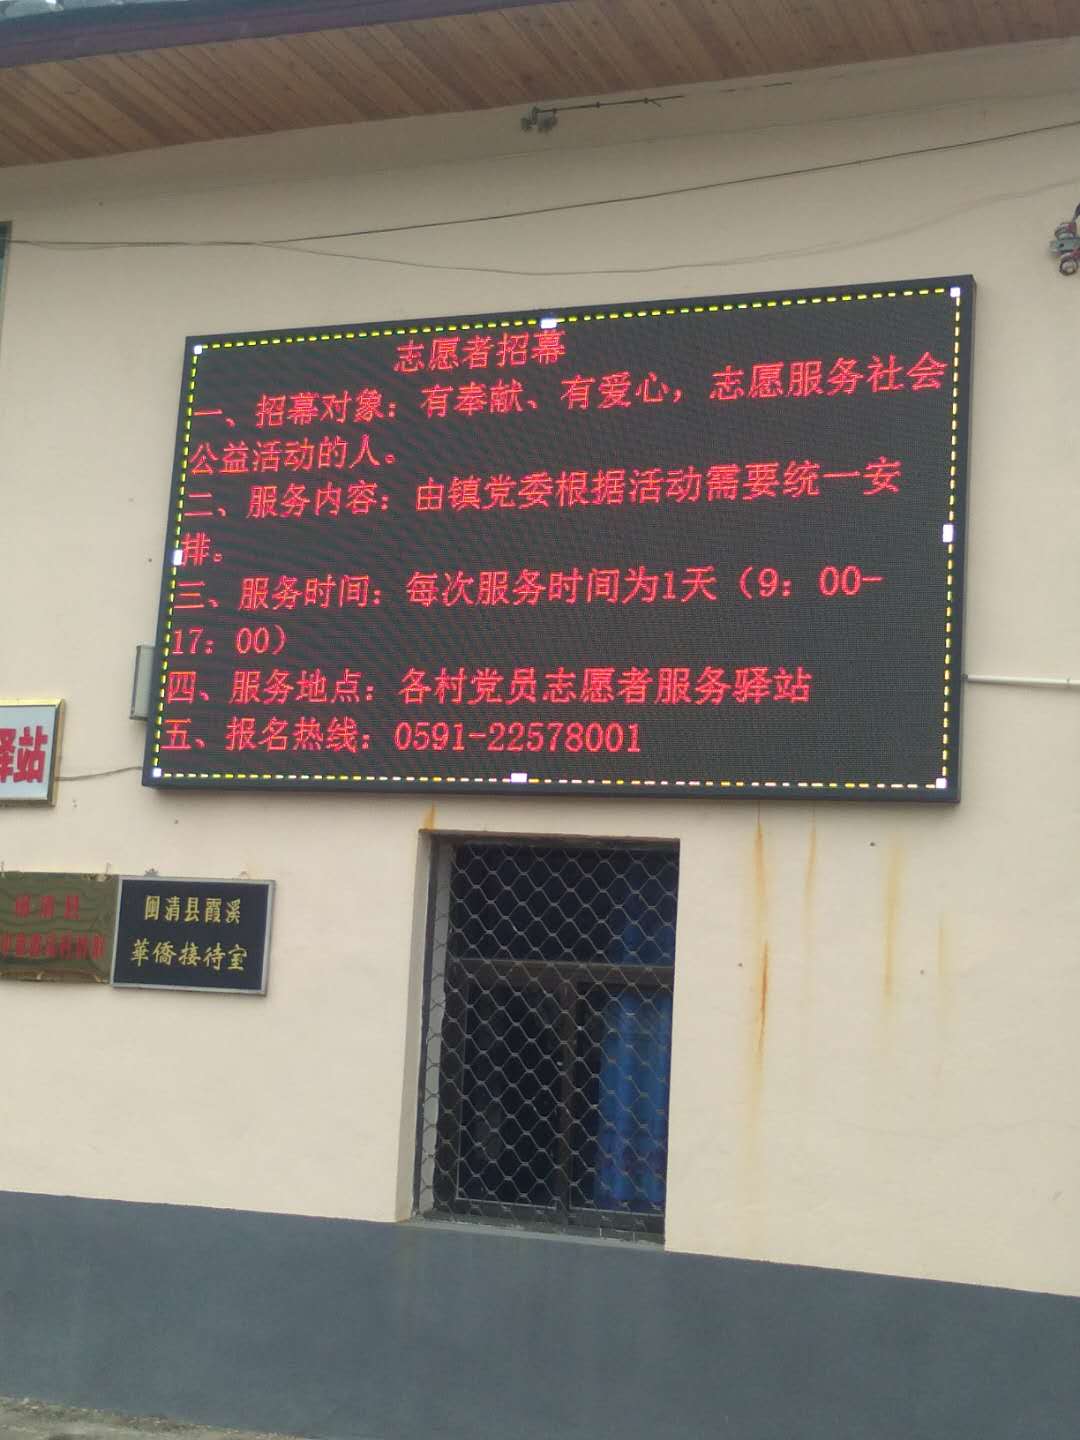 志愿者招幕
一、招幕对象：有奉献、有爱心，志愿服务社会
公益活动的人。
二、服务内容：由镇党委根据活动需要统一安
排。
三、服务时间：每次服务时间为1天（9：00-
17：00）
四、服务地点：各村党员志愿者服务驿站
五、报名热线：0591-22578001
驿站
闽清县霞溪
華僑接待室